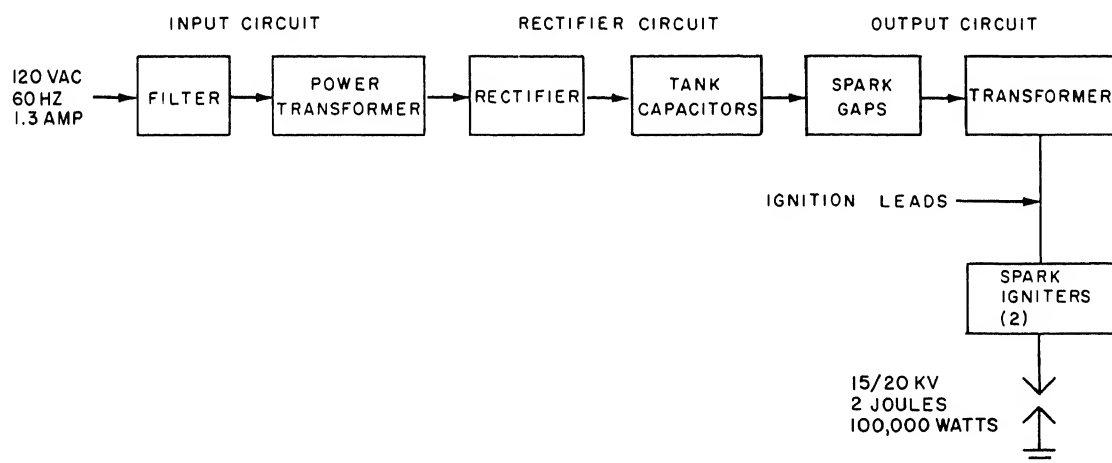 INPUT CIRCUIT
RECTIFIER CIRCUIT
OUTPUT CIRCUIT
120 VAC
60 HZ
1.3 AMP
FILTER
POWER
TRANSFORMER
RECTIFIER
TANK
CAPACITORS
SPARK
GAPS
TRANSFORMER
IGNITION LEADS
SPARK
IGNITERS
(2)
15/20 KV
2 JOULES
100,000 WATTS